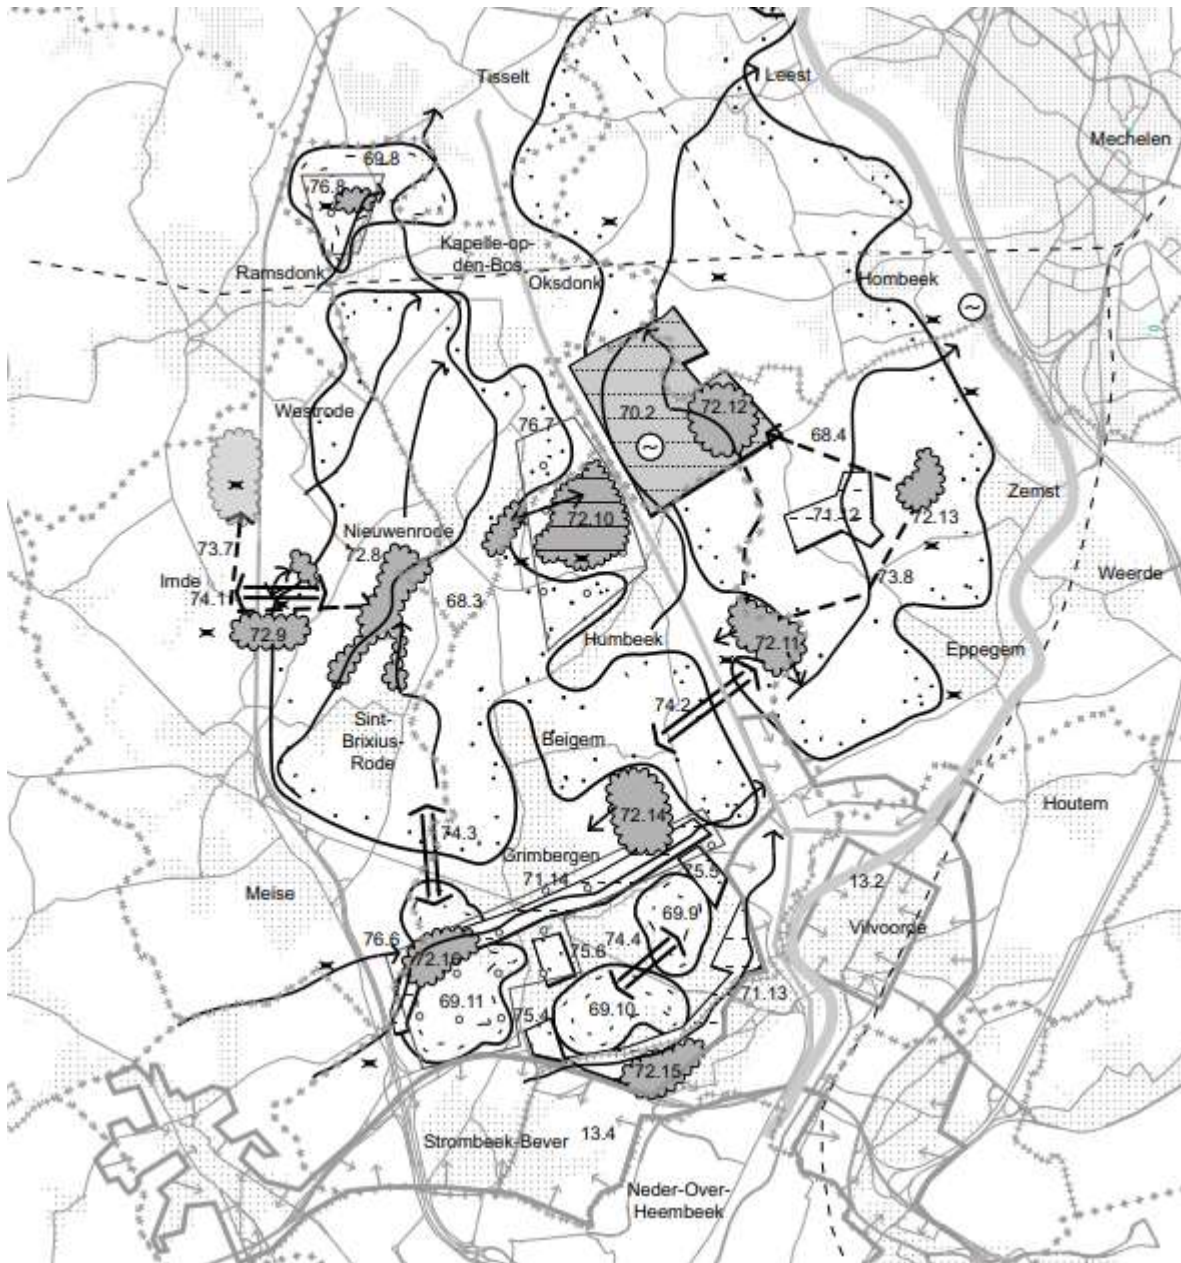 Tisselt
Leest
Mechelen
69.8
76.8
Kapelle-op-
den-Bos
Ramsdonk
Oksdonk
Hombeek
Westrode
76.7
70.2
72.12
68.4
Zemst
72.10
71.12
72.13
Nieuwenrode
72.8
73.7
Imde
74.1
68.3
73.8
Weerde
72.9
Humbeek
72.11
Eppegem
74.2
Sint-
Brixius-
Rode
Beigem
Houtem
72.14
74.3
Grimbergen
71.14
75.5
13.2
Meise
69.9
Vilvoorde
76.6
74.4
75.6
69.11
69.10
71.13
75.4
72.15
Strombeek-Bever
13.4
Neder-Over-
Heembeek